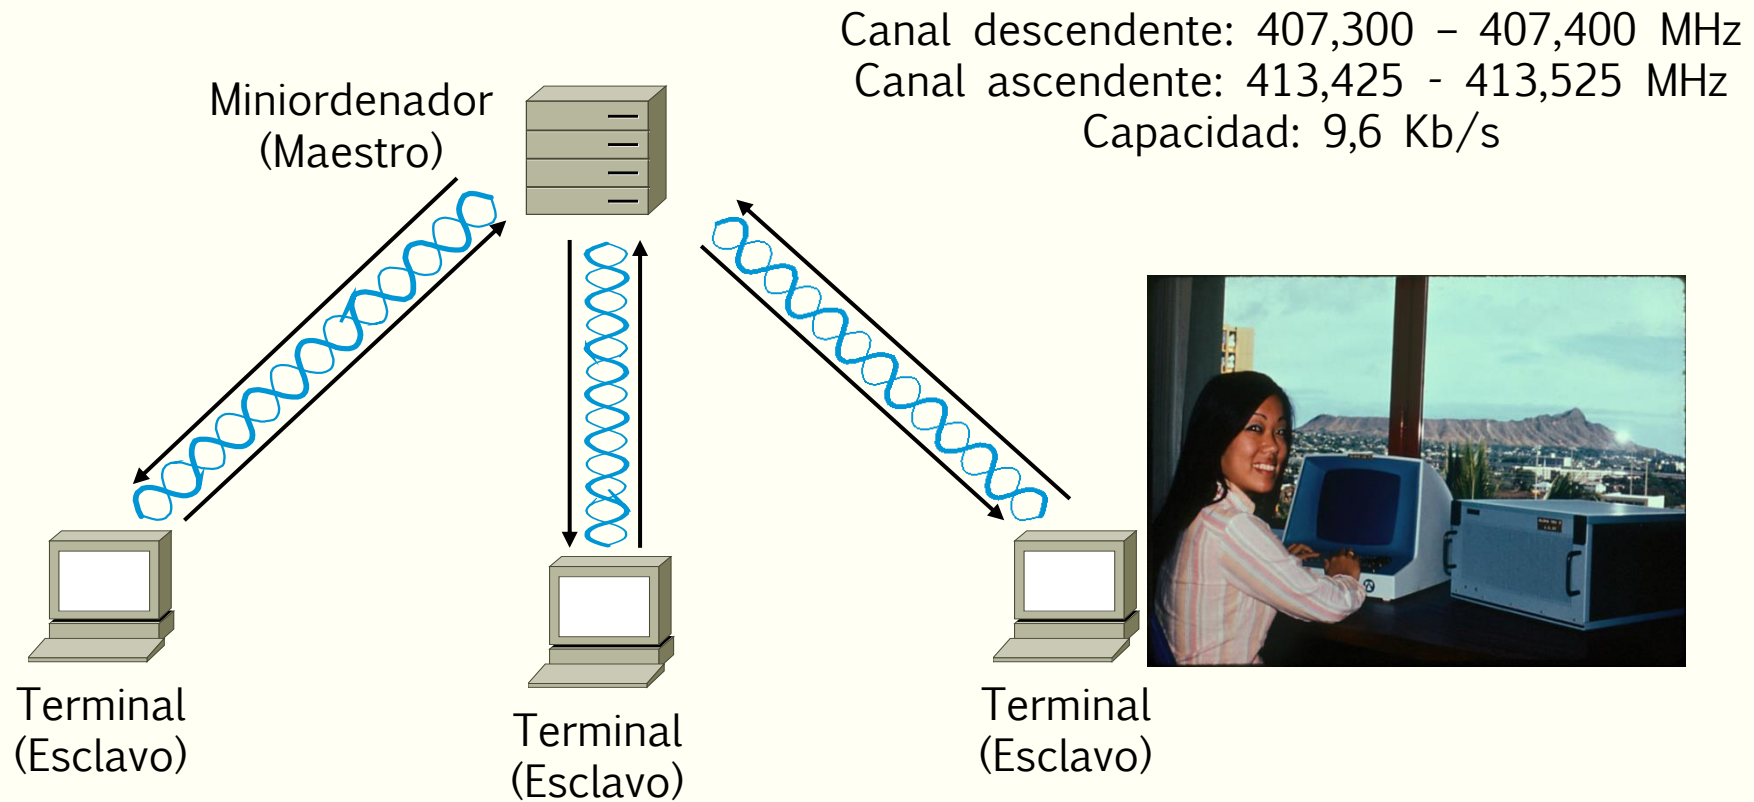 Canal descendente: 407,300 – 407,400 MHz
Canal ascendente: 413,425 - 413,525 MHz
Capacidad: 9,6 Kb/s
Miniordenador
(Maestro)
Terminal
(Esclavo)
Terminal
(Esclavo)
Terminal
(Esclavo)